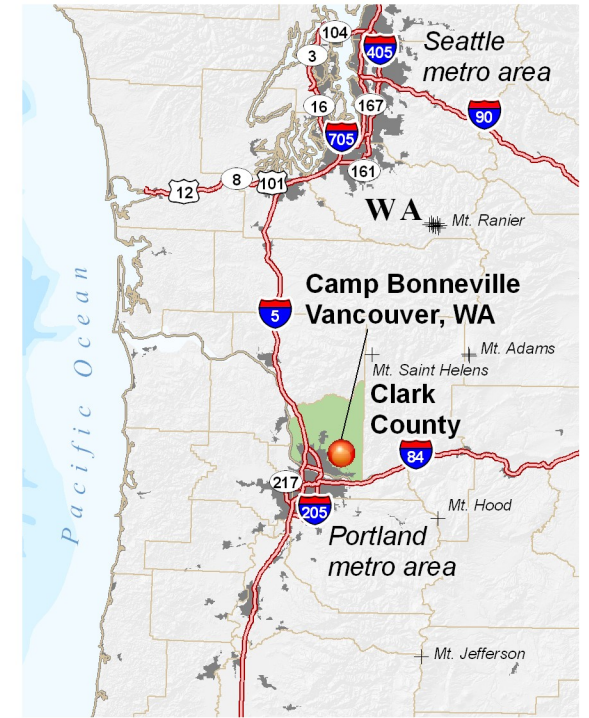 104
405
3
Seattle
metro area
16
167
90
705
161
8
101
12
WA
Mt. Ranier
Camp Bonneville
Vancouver, WA
5
Mt. Adams
Mt. Saint Helens
Clark
County
84
217
205
Mt. Hood
Portland
metro area
Mt. Jefferson
Pacific Ocean